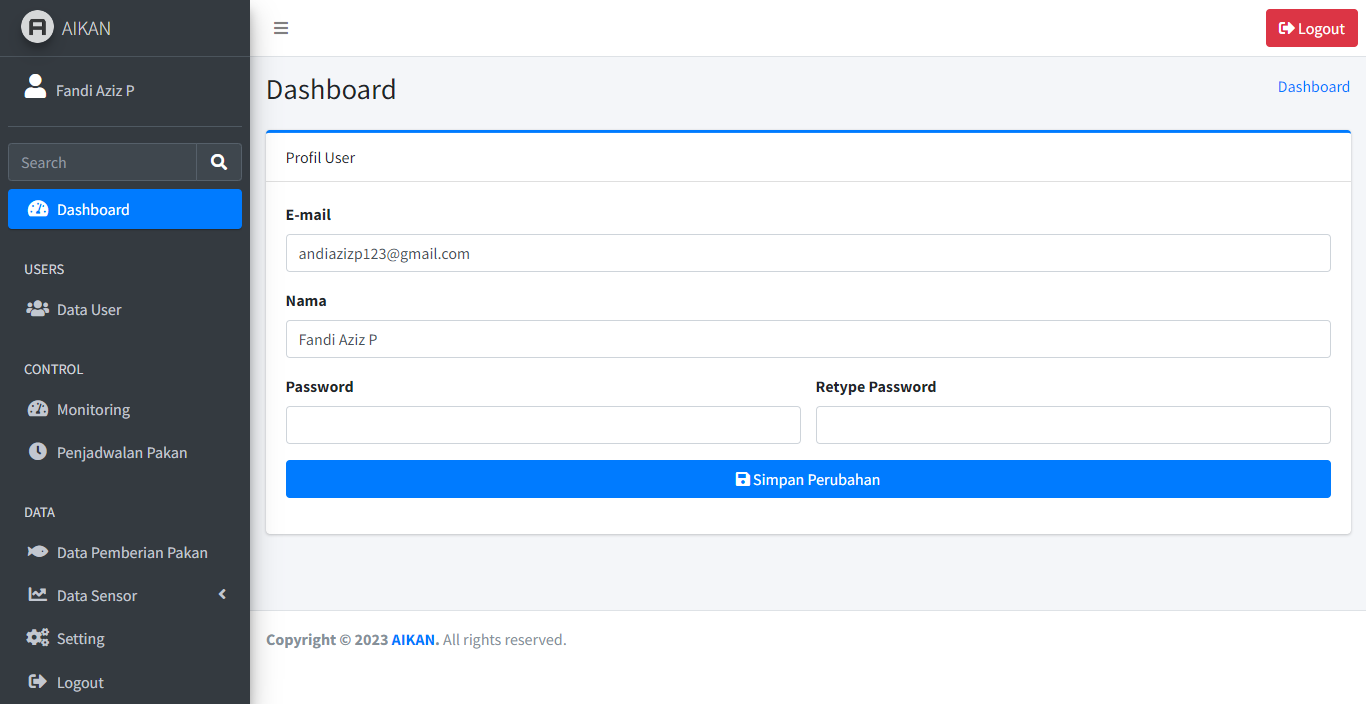 AIKAN
Fandi Aziz P
Search
Dashboard
USERS
Data User
CONTROL
Monitoring
Penjadwalan Pakan
DATA
Data Pemberian Pakan
Data Sensor
Setting
Logout
Logout
Dashboard
Dashboard
Profil User
E-mail
andiazizp123@gmail.com
Nama
Fandi Aziz P
Password Retype Password
Simpan Perubahan
Copyright © 2023 AIKAN. All rights reserved.